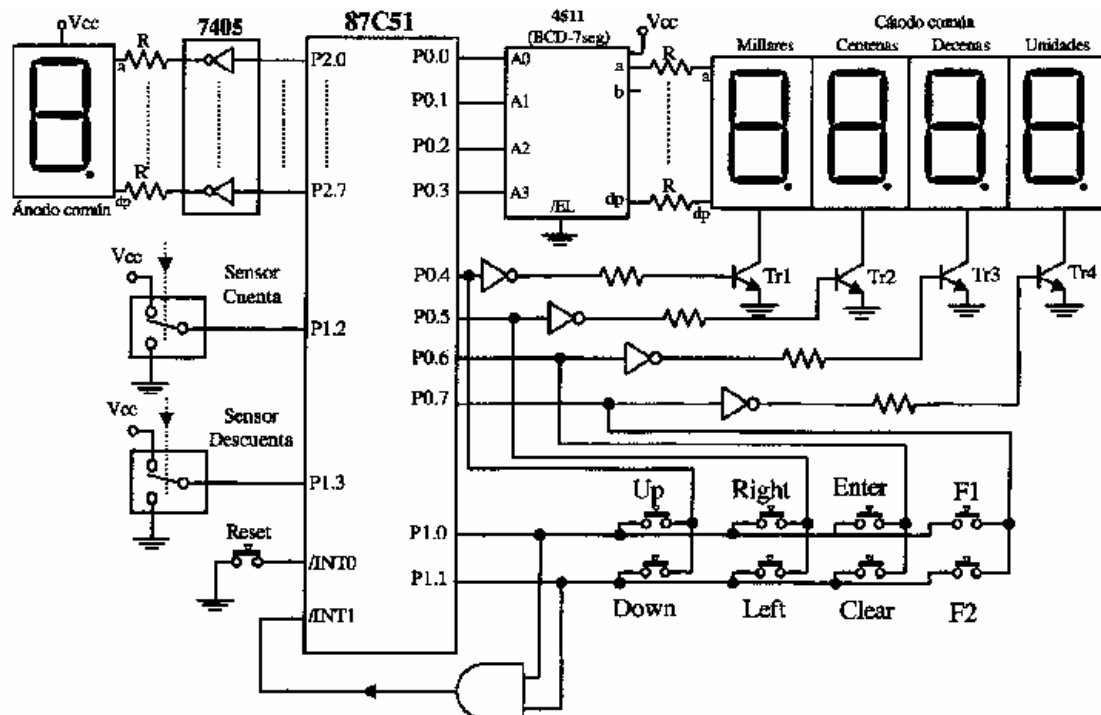 Vcc
R
a
7405
87C51
P2.0
P2.7
R
dp
Ánodo común
P0.0
P0.1
P0.2
P0.3
4511
(BCD-7seg)
Vcc
A0
A1
A2
A3
/EL
a
b
dp
R
a
R
dp
Cátodo común
Millares
Centenas
Decenas
Unidades
Tr1
Tr2
Tr3
Tr4
P0.4
P0.5
P0.6
P0.7
Vcc
Sensor
Cuenta
P1.2
Vcc
Sensor
Descuenta
P1.3
Reset
/INT0
/INT1
P1.0
P1.1
Up
Right
Enter
F1
Down
Left
Clear
F2